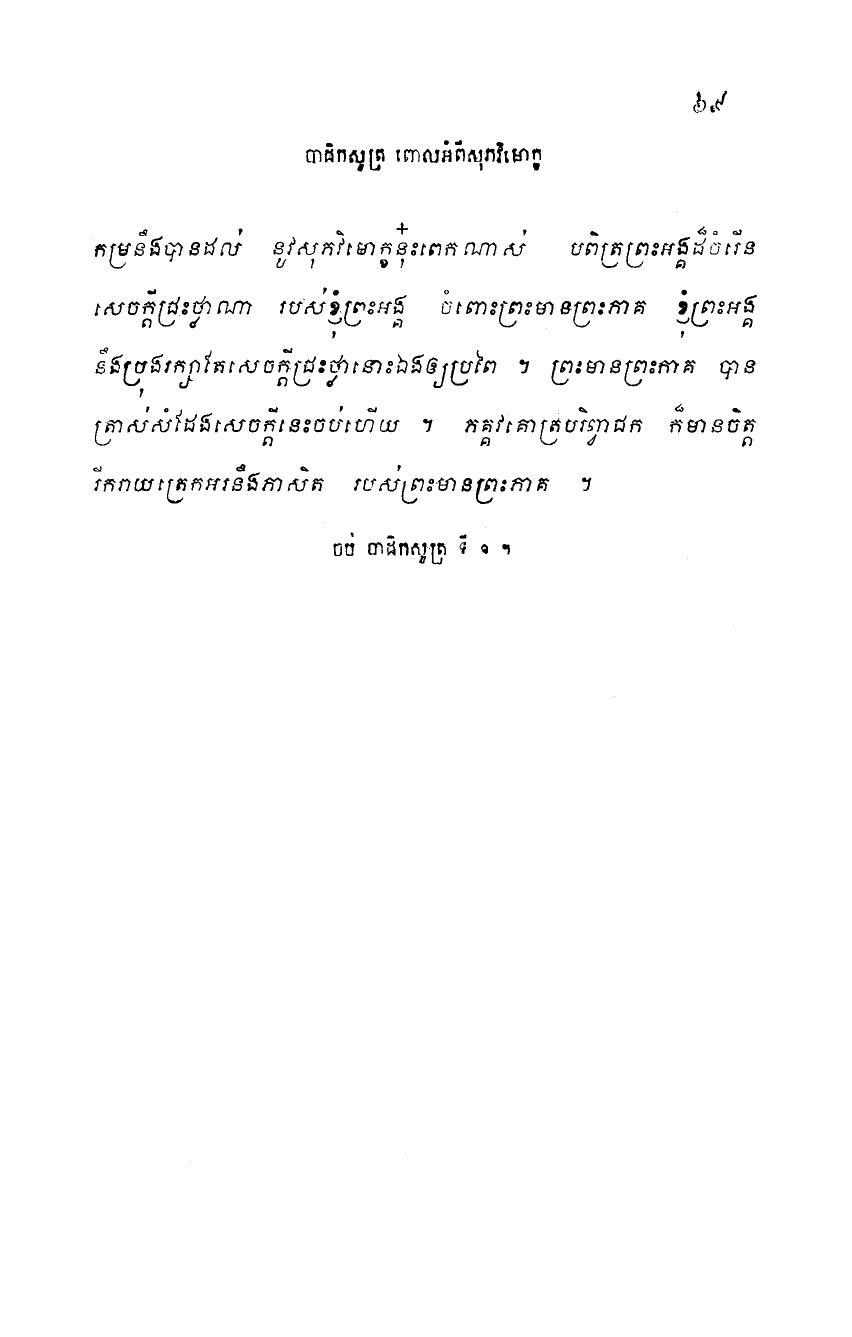 ៦៩
បាដិកសូត្រ ពោលអំពីសុភវិមោក្ខ
កម្រនឹងបានដល់ នូវសុភវិមោក្ខនុ៎ះពេកណាស់ បពិត្រព្រះអង្គដ៏ចំរើន
សេចក្តីជ្រះថ្លាណា របស់ខ្ញុំព្រះអង្គ ចំពោះព្រះមានព្រះភាគ ខ្ញុំព្រះអង្គ
នឹងប្រុងរក្សាតែសេចក្តីជ្រះថ្លានោះឯងឲ្យប្រពៃ ។ ព្រះមានព្រះភាគ បាន
ត្រាស់សំដែងសេចក្តីនេះចប់ហើយ ។ ភគ្គវគោត្របរិព្វាជក ក៏មានចិត្ត
រីករាយត្រេកអរនឹងភាសិត របស់ព្រះមានព្រះភាគ ។
ចប់ បាដិកសូត្រ ទី ១ ។